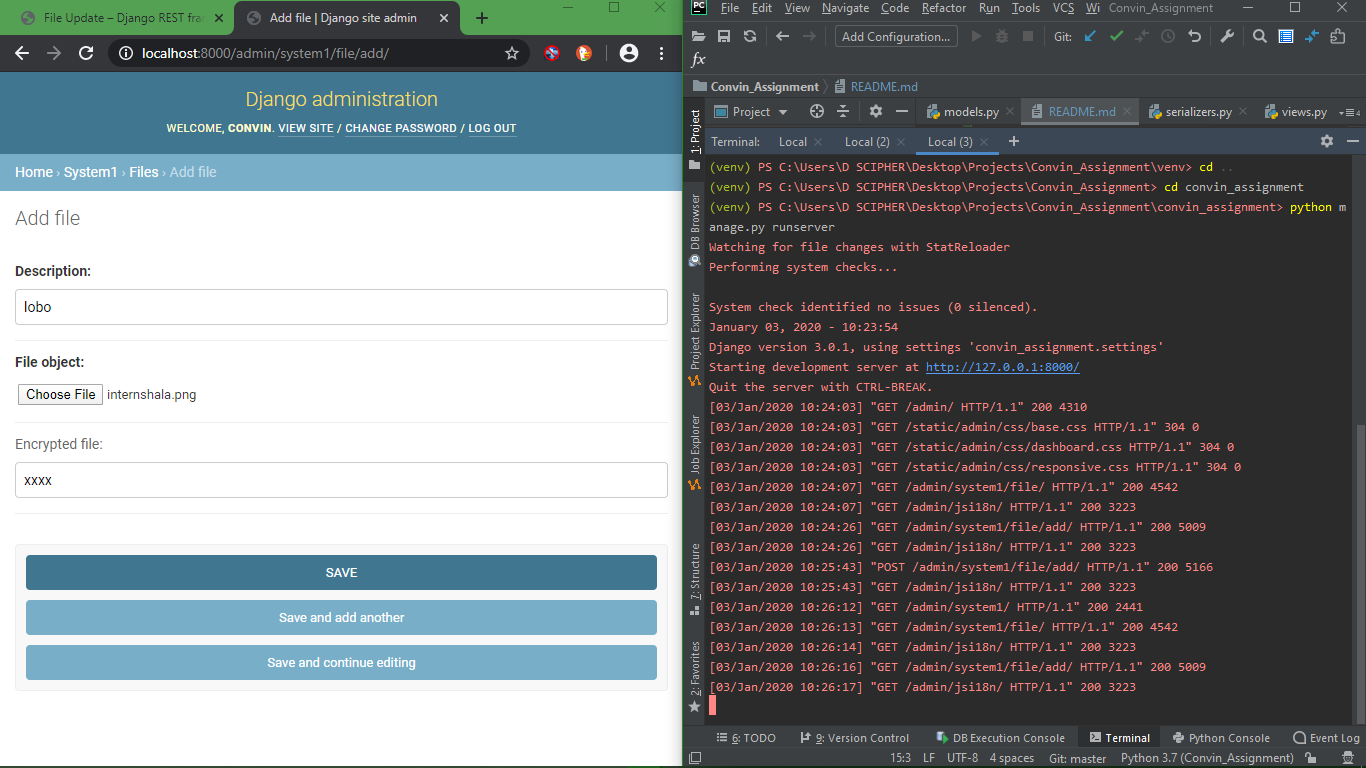 File Update – Django REST fra
Add file | Django site admin
localhost:8000/admin/system1/file/add/
Django administration
WELCOME, CONVIN. VIEW SITE / CHANGE PASSWORD / LOG OUT
Home › System1 › Files › Add file
Add file
Description:
lobo
File object:
Choose File internshala.png
Encrypted file:
xxxx
SAVE
Save and add another
Save and continue editing
PC File Edit View Navigate Code Refactor Run Tools VCS Wi Convin_Assignment
Add Configuration... Git:
fx
Convin_Assignment README.md
Project models.py README.md serializers.py views.py 4
Terminal: Local Local (2) Local (3)
(venv) PS C:\Users\D SCIPHER\Desktop\Projects\Convin_Assignment\venv> cd ..
(venv) PS C:\Users\D SCIPHER\Desktop\Projects\Convin_Assignment> cd convin_assignment
(venv) PS C:\Users\D SCIPHER\Desktop\Projects\Convin_Assignment\convin_assignment> python m
anage.py runserver
Watching for file changes with StatReloader
Performing system checks...
System check identified no issues (0 silenced).
January 03, 2020 - 10:23:54
Django version 3.0.1, using settings 'convin_assignment.settings'
Starting development server at http://127.0.0.1:8000/
Quit the server with CTRL-BREAK.
[03/Jan/2020 10:24:03] "GET /admin/ HTTP/1.1" 200 4310
[03/Jan/2020 10:24:03] "GET /static/admin/css/base.css HTTP/1.1" 304 0
[03/Jan/2020 10:24:03] "GET /static/admin/css/dashboard.css HTTP/1.1" 304 0
[03/Jan/2020 10:24:03] "GET /static/admin/css/responsive.css HTTP/1.1" 304 0
[03/Jan/2020 10:24:07] "GET /admin/system1/file/ HTTP/1.1" 200 4542
[03/Jan/2020 10:24:07] "GET /admin/jsi18n/ HTTP/1.1" 200 3223
[03/Jan/2020 10:24:26] "GET /admin/system1/file/add/ HTTP/1.1" 200 5009
[03/Jan/2020 10:24:26] "GET /admin/jsi18n/ HTTP/1.1" 200 3223
[03/Jan/2020 10:25:43] "POST /admin/system1/file/add/ HTTP/1.1" 200 5166
[03/Jan/2020 10:25:43] "GET /admin/jsi18n/ HTTP/1.1" 200 3223
[03/Jan/2020 10:26:12] "GET /admin/system1/ HTTP/1.1" 200 2441
[03/Jan/2020 10:26:13] "GET /admin/system1/file/ HTTP/1.1" 200 4542
[03/Jan/2020 10:26:14] "GET /admin/jsi18n/ HTTP/1.1" 200 3223
[03/Jan/2020 10:26:16] "GET /admin/system1/file/add/ HTTP/1.1" 200 5009
[03/Jan/2020 10:26:17] "GET /admin/jsi18n/ HTTP/1.1" 200 3223
1: Project
DB Browser
Project Explorer
Job Explorer
7: Structure
2: Favorites
6: TODO 9: Version Control DB Execution Console Terminal Python Console Event Log
15:3 LF UTF-8 4 spaces Git: master Python 3.7 (Convin_Assignment)